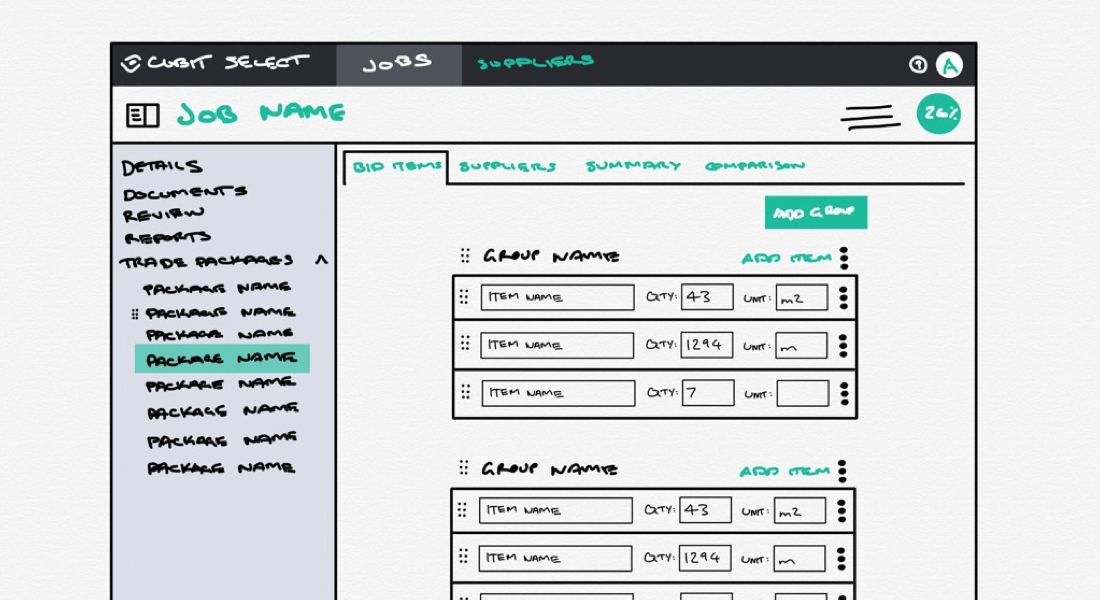 CUBIT SELECT JOBS SUPPLIERS A
JOB NAME 26%
DETAILS
DOCUMENTS
REVIEW
REPORTS
TRADE PACKAGES
PACKAGE NAME
PACKAGE NAME
PACKAGE NAME
PACKAGE NAME
PACKAGE NAME
PACKAGE NAME
PACKAGE NAME
PACKAGE NAME
BID ITEMS SUPPLIERS SUMMARY COMPARISON
ADD GROUP
GROUP NAME ADD ITEM
ITEM NAME QTY: 43 UNIT: m2
ITEM NAME QTY: 1294 UNIT: m
ITEM NAME QTY: 7 UNIT:
GROUP NAME ADD ITEM
ITEM NAME QTY: 43 UNIT: m2
ITEM NAME QTY: 1294 UNIT: m